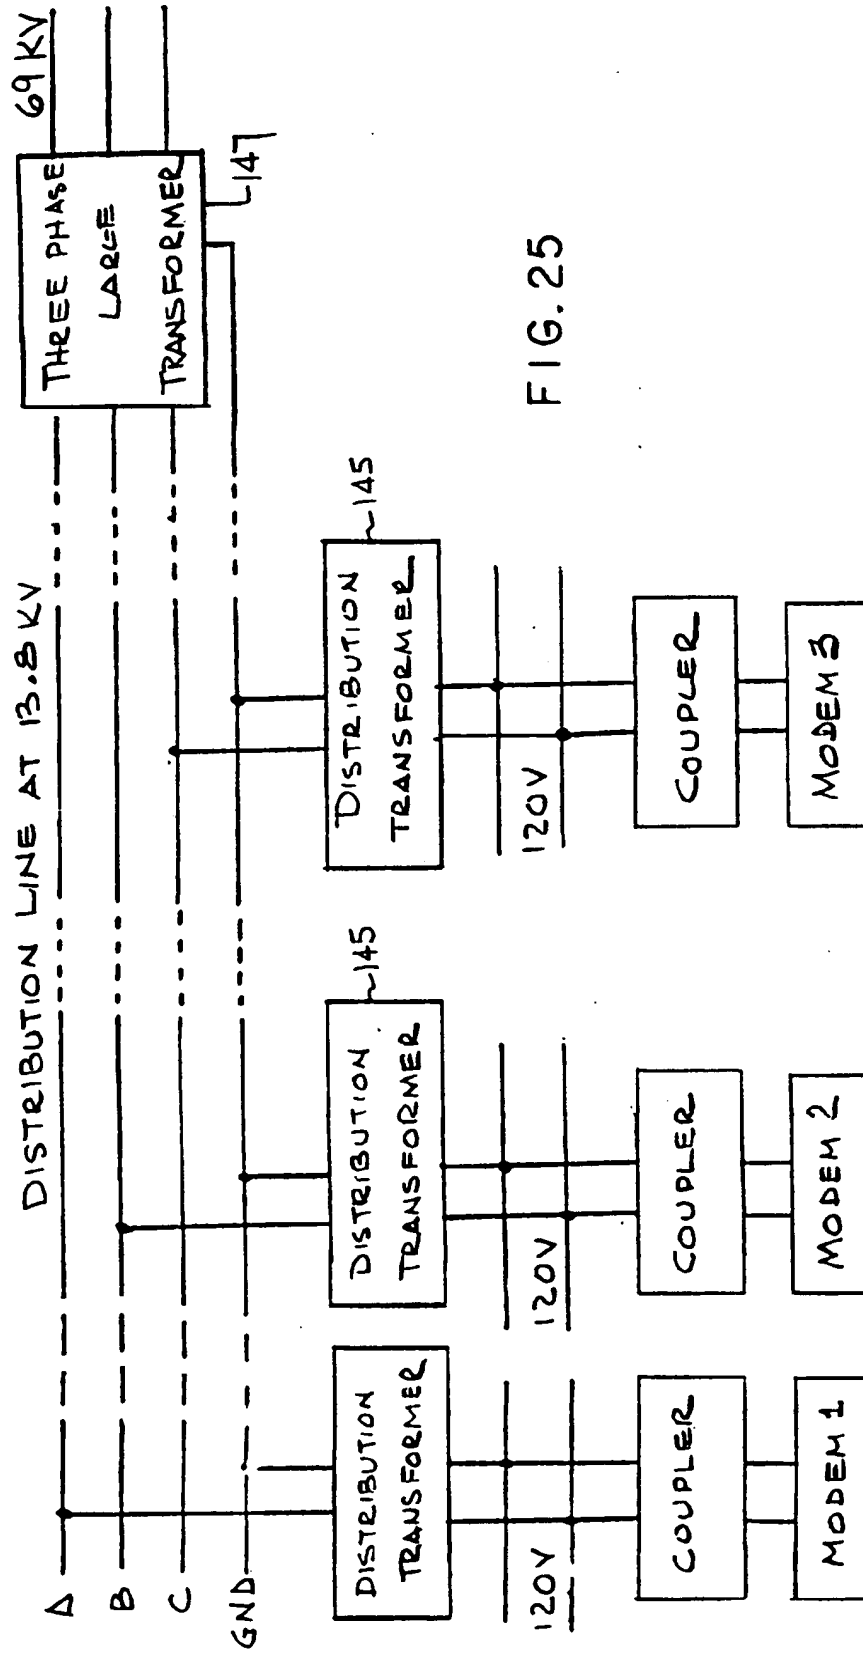 DISTRIBUTION LINE AT 13.8 KV
69 KV
A
B
C
GND
THREE PHASE
LARGE
TRANSFORMER
147
DISTRIBUTION
TRANSFORMER
DISTRIBUTION
TRANSFORMER
145
DISTRIBUTION
TRANSFORMER
145
120V
120V
120V
COUPLER
COUPLER
COUPLER
MODEM 1
MODEM 2
MODEM 3
FIG. 25